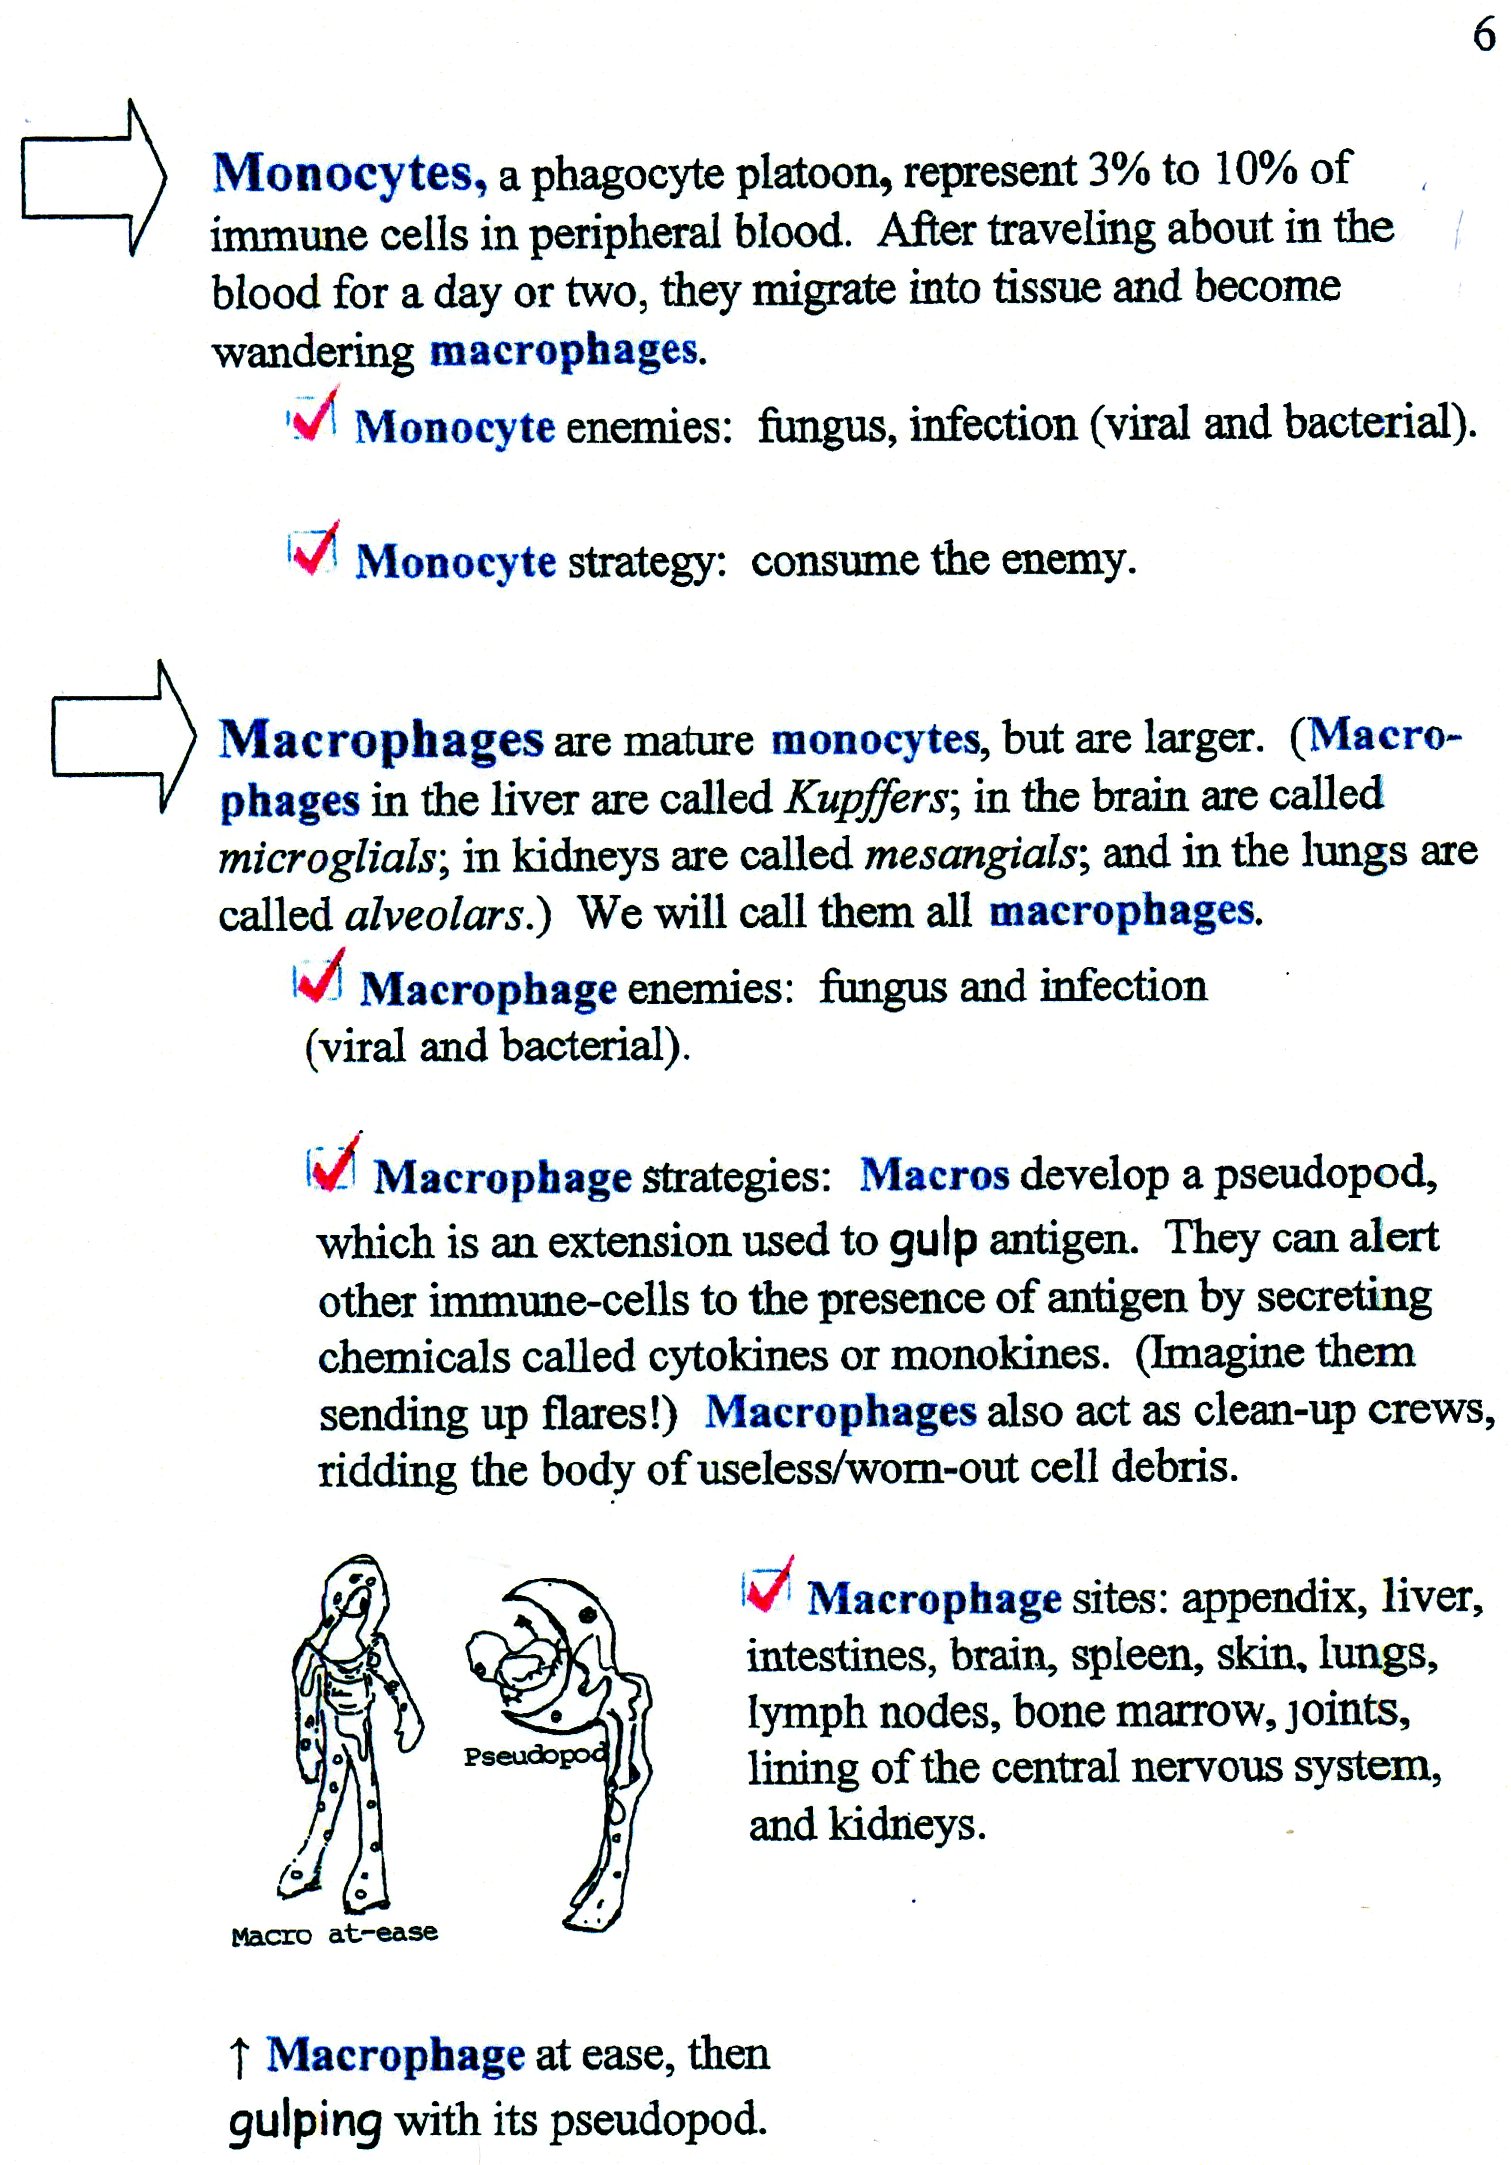 6
Monocytes, a phagocyte platoon, represent 3% to 10% of
immune cells in peripheral blood. After traveling about in the
blood for a day or two, they migrate into tissue and become
wandering macrophages.
Monocyte enemies: fungus, infection (viral and bacterial).
Monocyte strategy: consume the enemy.
Macrophages are mature monocytes, but are larger. (Macro-
phages in the liver are called Kupffers; in the brain are called
microglials; in kidneys are called mesangials; and in the lungs are
called alveolars.) We will call them all macrophages.
Macrophage enemies: fungus and infection
(viral and bacterial).
Macrophage strategies: Macros develop a pseudopod,
which is an extension used to gulp antigen. They can alert
other immune-cells to the presence of antigen by secreting
chemicals called cytokines or monokines. (Imagine them
sending up flares!) Macrophages also act as clean-up crews,
ridding the body of useless/worn-out cell debris.
Macrophage sites: appendix, liver,
intestines, brain, spleen, skin, lungs,
lymph nodes, bone marrow, joints,
lining of the central nervous system,
and kidneys.
Pseudopod
Macro at-ease
↑ Macrophage at ease, then
gulping with its pseudopod.